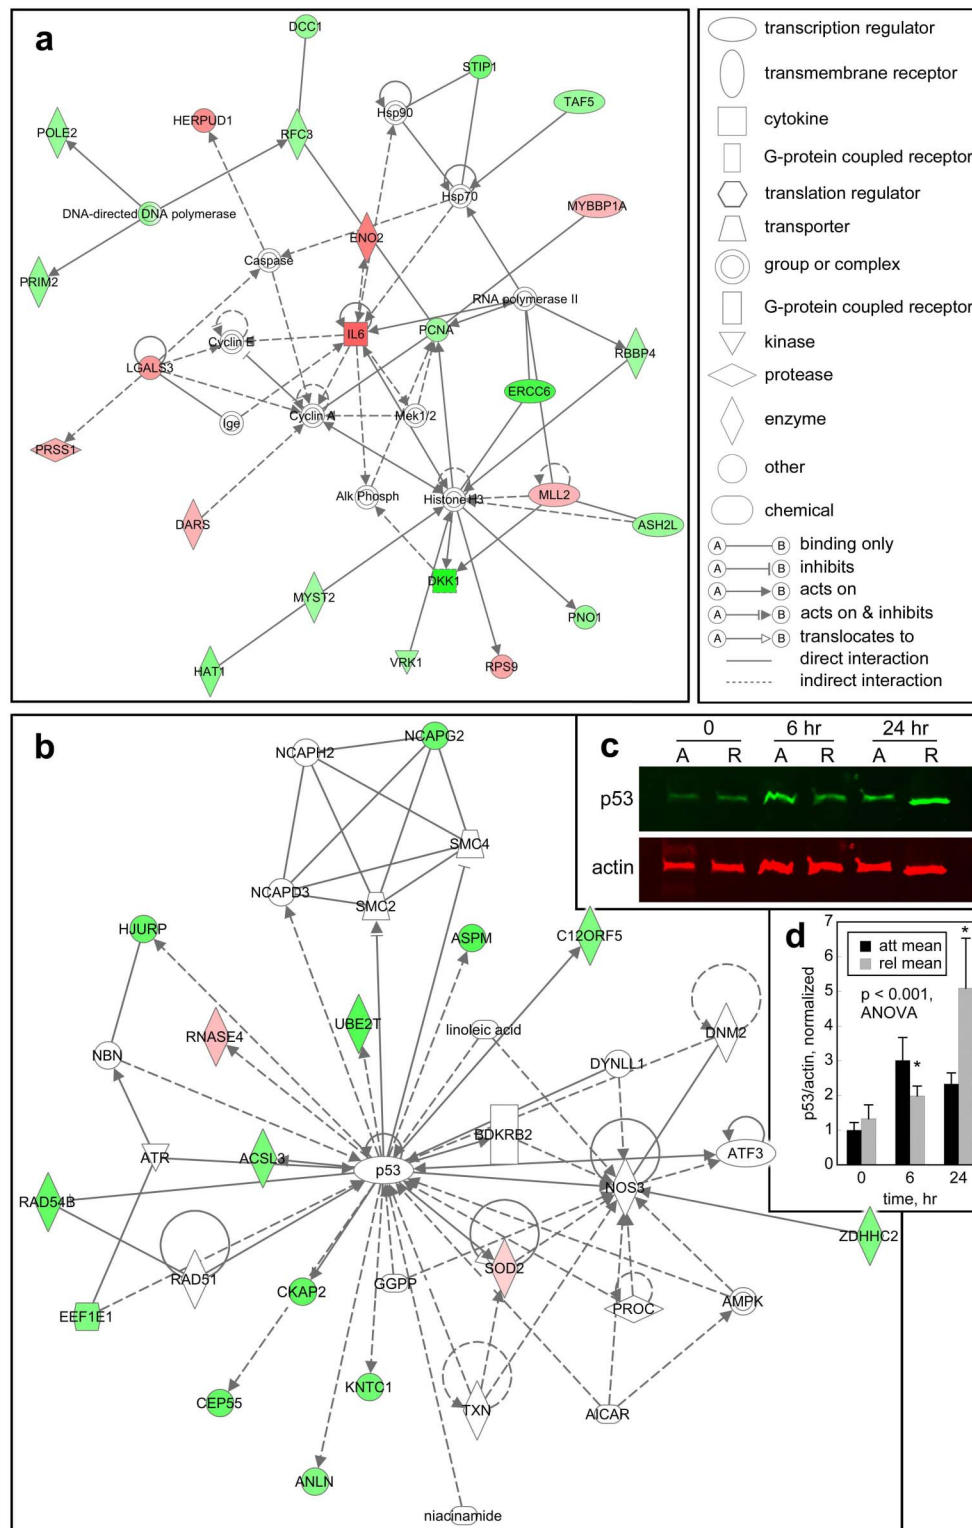 a
DCC1
STIP1
Hsp90
TAF5
HERPUD1
POLE2
RFC3
Hsp70
MYBBP1A
DNA-directed DNA polymerase
ENO2
Caspase
PRIM2
RNA polymerase II
IL6
PCNA
Cyclin E
RBBP4
LGALS3
ERCC6
Ige
Cyclin A
Mek1/2
PRSS1
Alk Phosph
Histone H3
MLL2
DARS
ASH2L
DKK1
MYST2
PNO1
HAT1
VRK1
RPS9
transcription regulator
transmembrane receptor
cytokine
G-protein coupled receptor
translation regulator
transporter
group or complex
G-protein coupled receptor
kinase
protease
enzyme
other
chemical
A B binding only
A B inhibits
A B acts on
A B acts on & inhibits
A B translocates to
direct interaction
indirect interaction
b
NCAPG2
NCAPH2
SMC4
NCAPD3
SMC2
HJURP
ASPM
C12ORF5
UBE2T
RNASE4
linoleic acid
DNM2
NBN
DYNLL1
BDKRB2
ATR
ACSL3
p53
ATF3
NOS3
RAD54B
ZDHHC2
RAD51
SOD2
GGPP
CKAP2
PROC
AMPK
EEF1E1
KNTC1
CEP55
TXN
AICAR
ANLN
niacinamide
c
0 6 hr 24 hr
A R A R A R
p53
actin
d
att mean
rel mean
p < 0.001,
ANOVA
*
*
p53/actin, normalized
7
6
5
4
3
2
1
0
0 6 24
time, hr